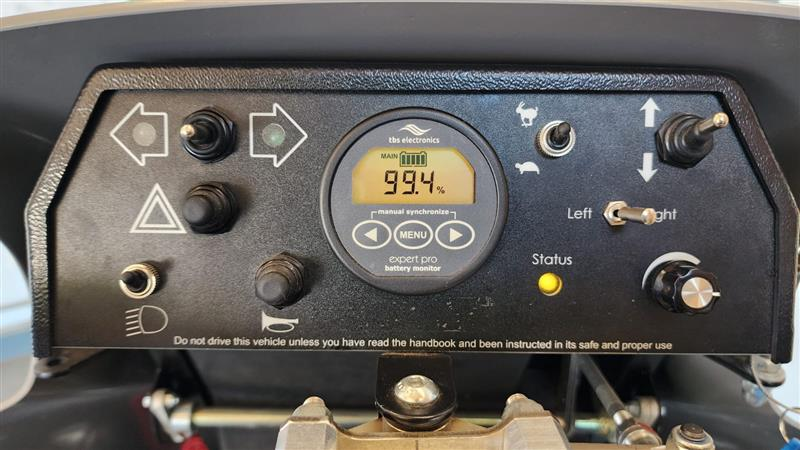 tbs electronics
MAIN
99.4%
manual synchronize
MENU
expert pro
battery monitor
Left
Status
Do not drive this vehicle unless you have read the handbook and been instructed in its safe and proper use